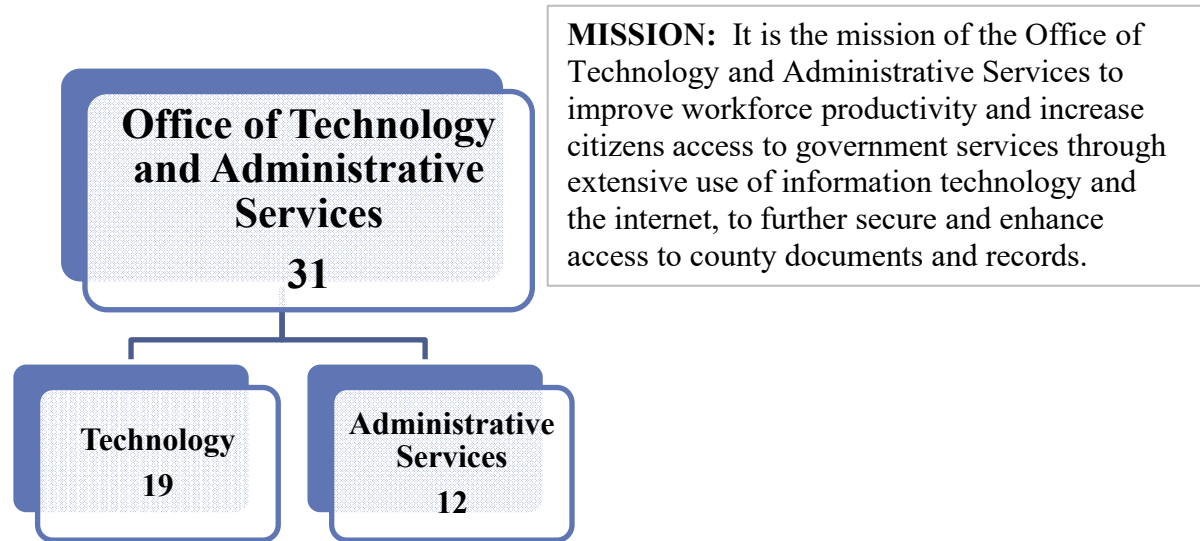 Office of Technology
and Administrative
Services
31
MISSION:  It is the mission of the Office of
Technology and Administrative Services to
improve workforce productivity and increase
citizens access to government services through
extensive use of information technology and
the internet, to further secure and enhance
access to county documents and records.
Technology
19
Administrative
Services
12